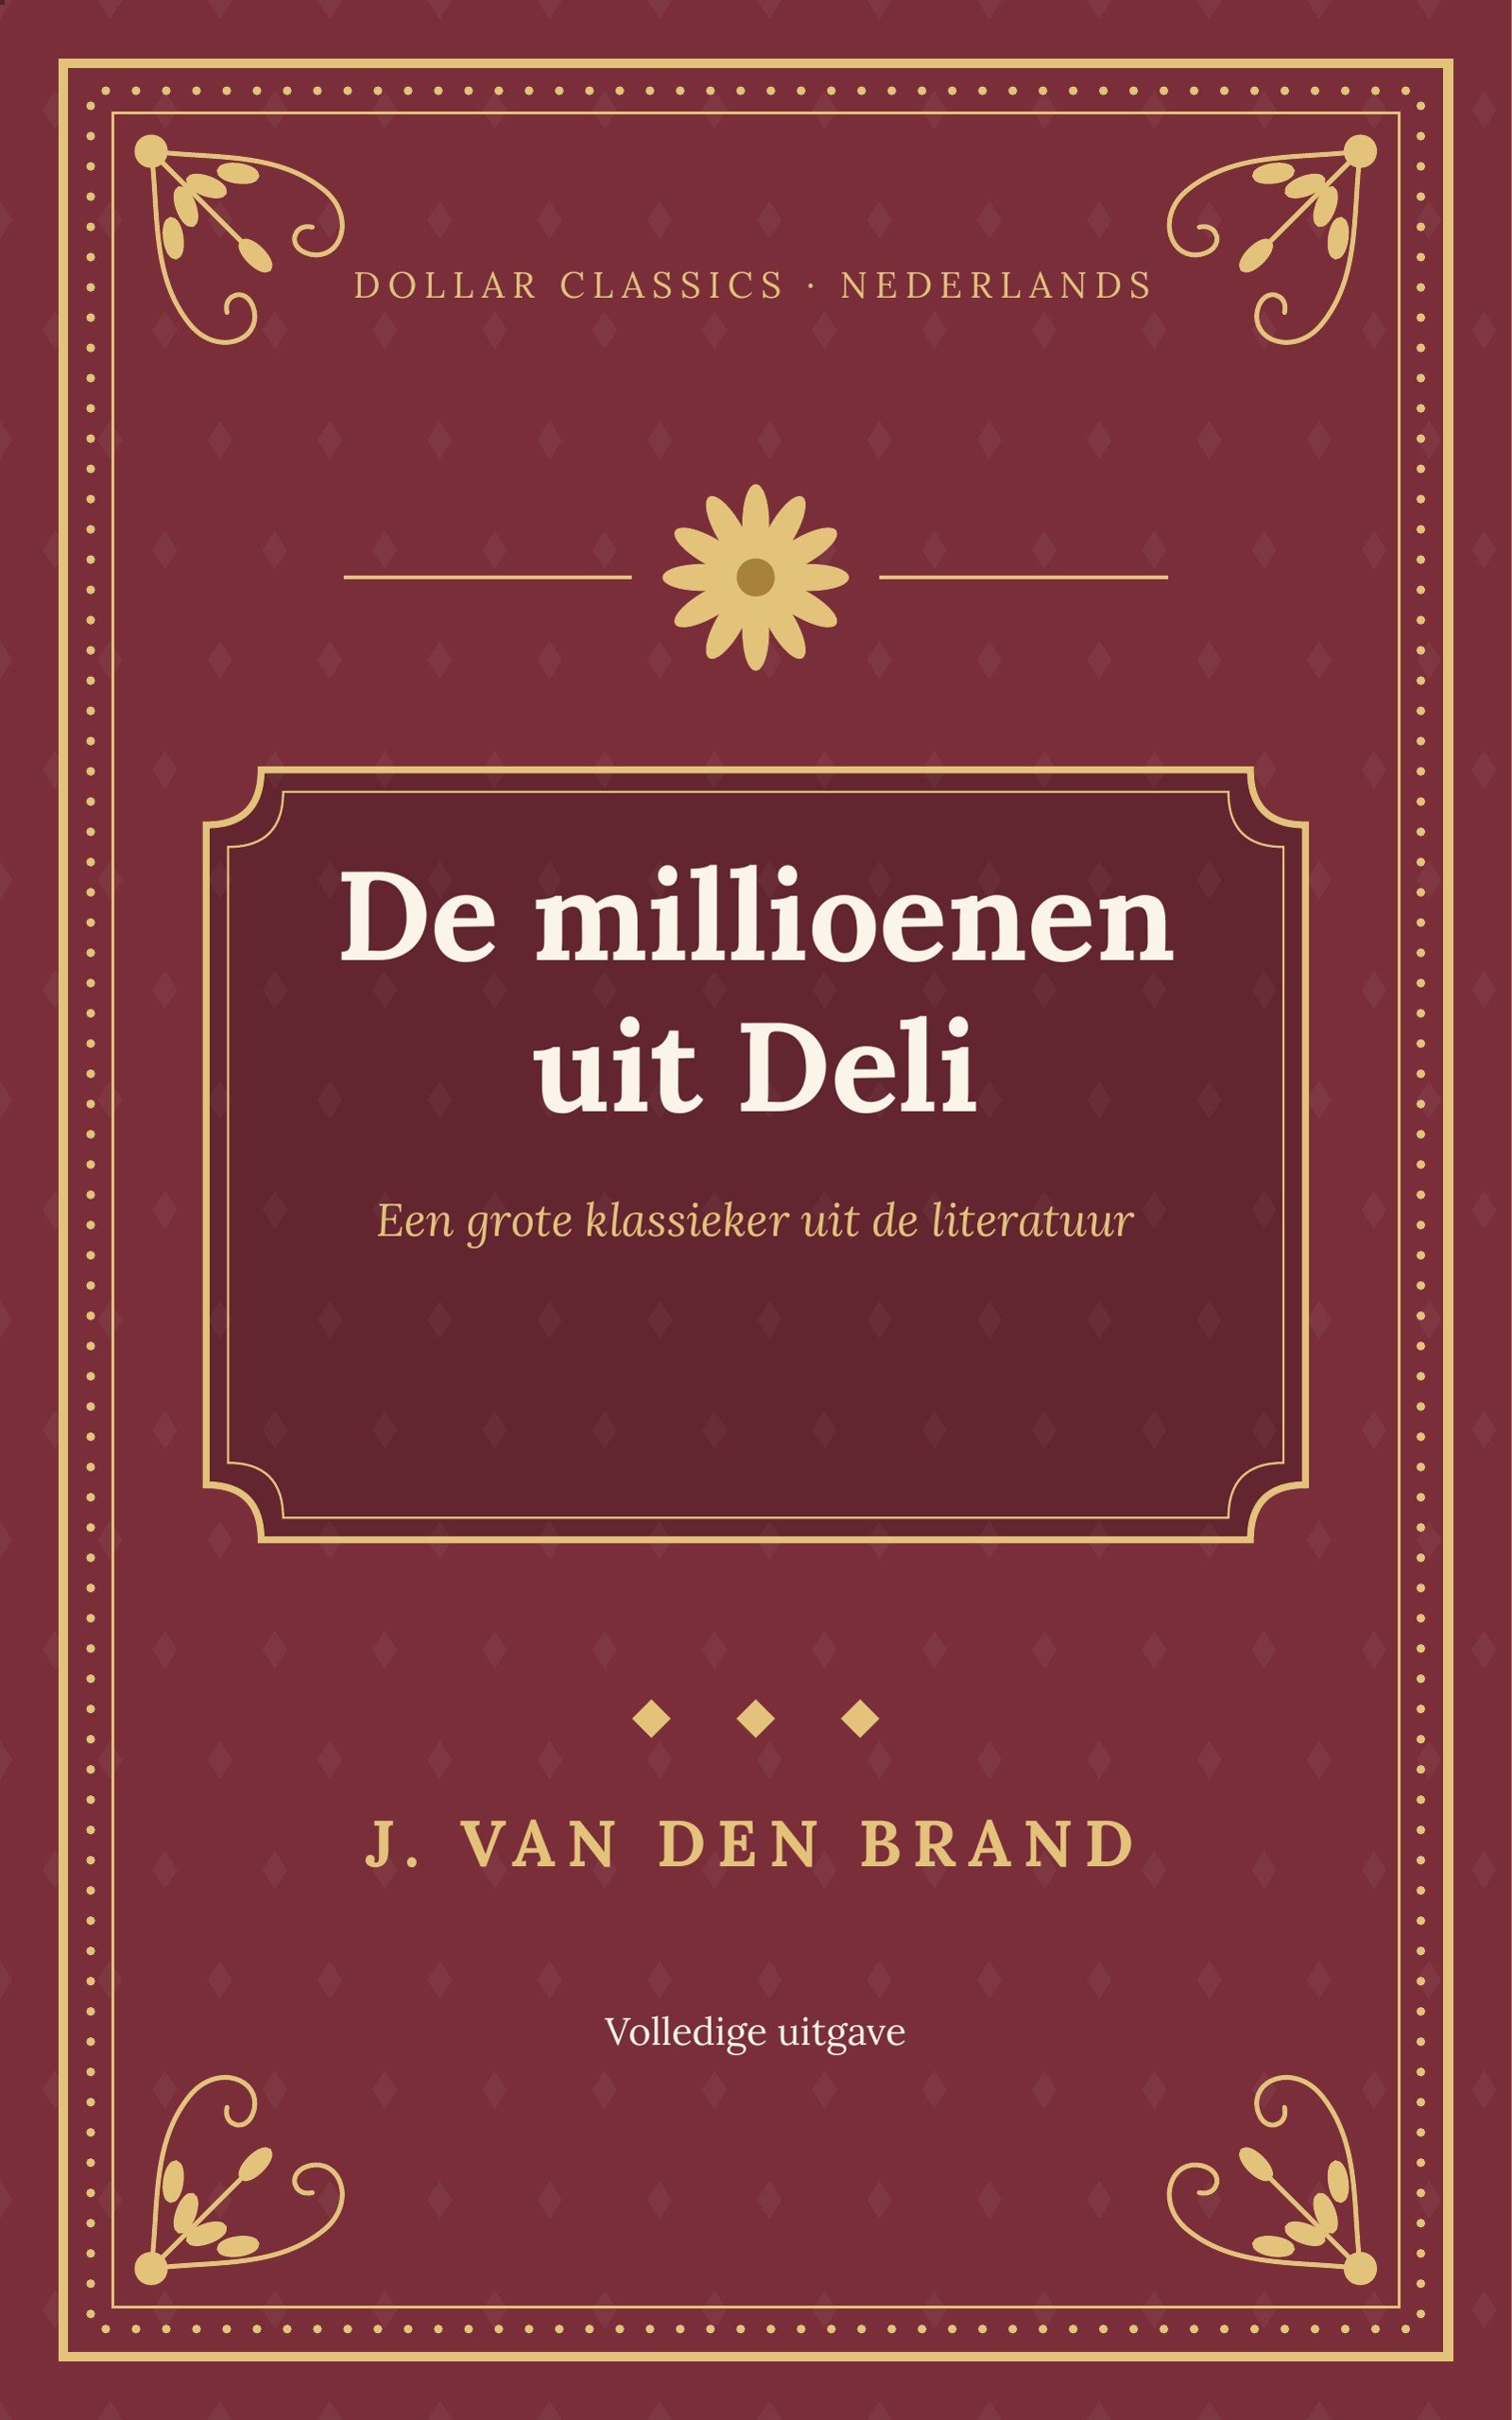 DOLLAR CLASSICS · NEDERLANDS
De millioenen
uit Deli
Een grote klassieker uit de literatuur
J. VAN DEN BRAND
Volledige uitgave